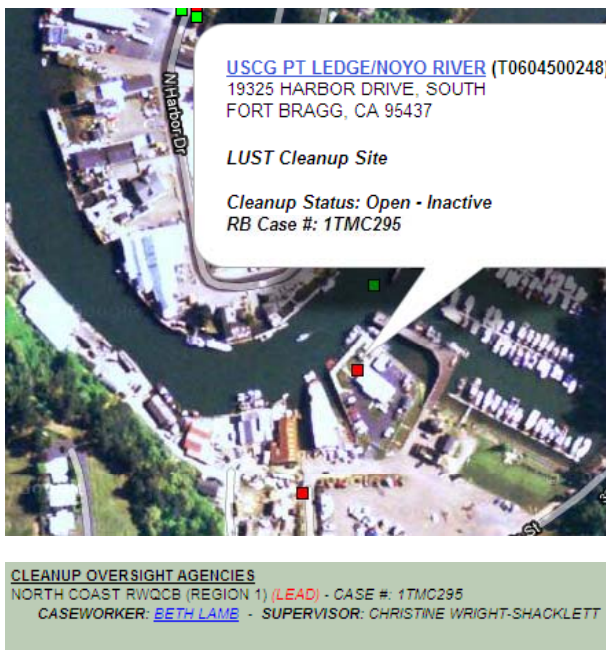 USCG PT LEDGE/NOYO RIVER (T0604500248)
19325 HARBOR DRIVE, SOUTH
FORT BRAGG, CA 95437
LUST Cleanup Site
Cleanup Status: Open - Inactive
RB Case #: 1TMC295
N Harbor Dr
St
CLEANUP OVERSIGHT AGENCIES
NORTH COAST RWQCB (REGION 1) (LEAD) - CASE #: 1TMC295
CASEWORKER: BETH LAMB - SUPERVISOR: CHRISTINE WRIGHT-SHACKLETT